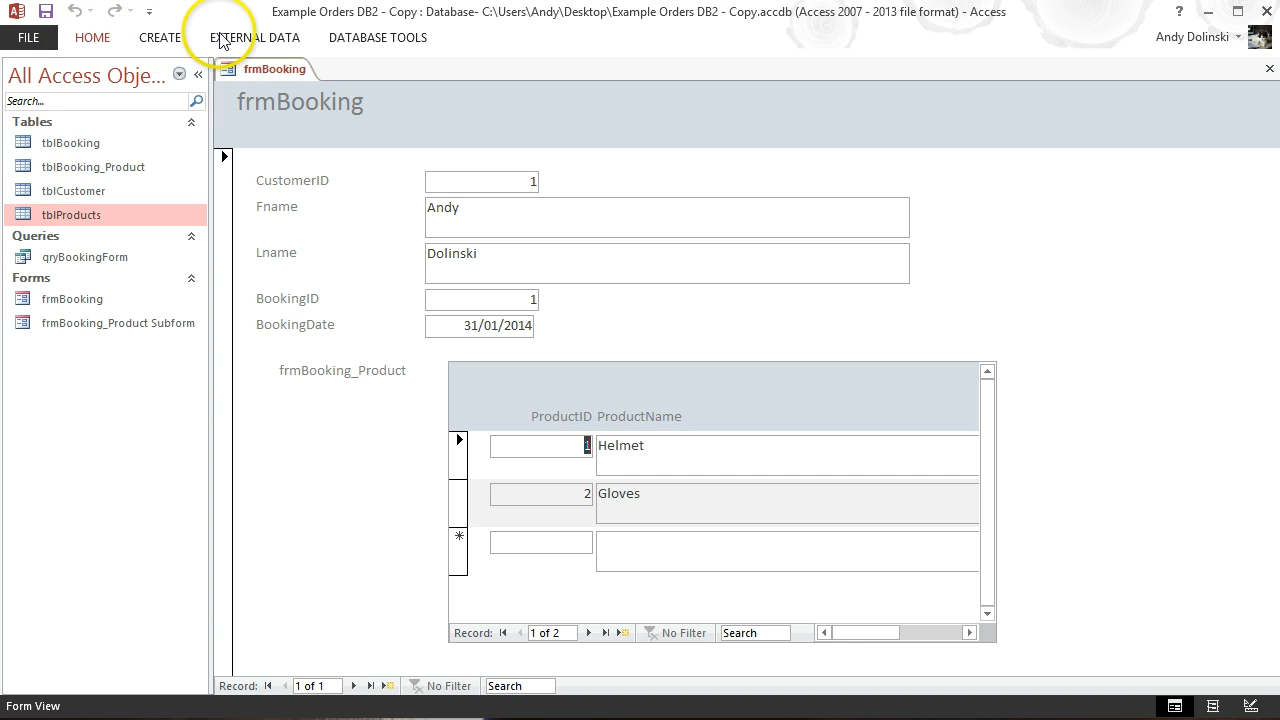 Example Orders DB2 - Copy : Database- C:\Users\Andy\Desktop\Example Orders DB2 - Copy.accdb (Access 2007 - 2013 file format) - Access
FILE HOME CREATE EXTERNAL DATA DATABASE TOOLS Andy Dolinski
All Access Obje...
Search...
Tables
tblBooking
tblBooking_Product
tblCustomer
tblProducts
Queries
qryBookingForm
Forms
frmBooking
frmBooking_Product Subform
frmBooking
frmBooking
CustomerID 1
Fname Andy
Lname Dolinski
BookingID 1
BookingDate 31/01/2014
frmBooking_Product
ProductID ProductName
1 Helmet
2 Gloves
Record: 1 of 2 No Filter Search
Record: 1 of 1 No Filter Search
Form View